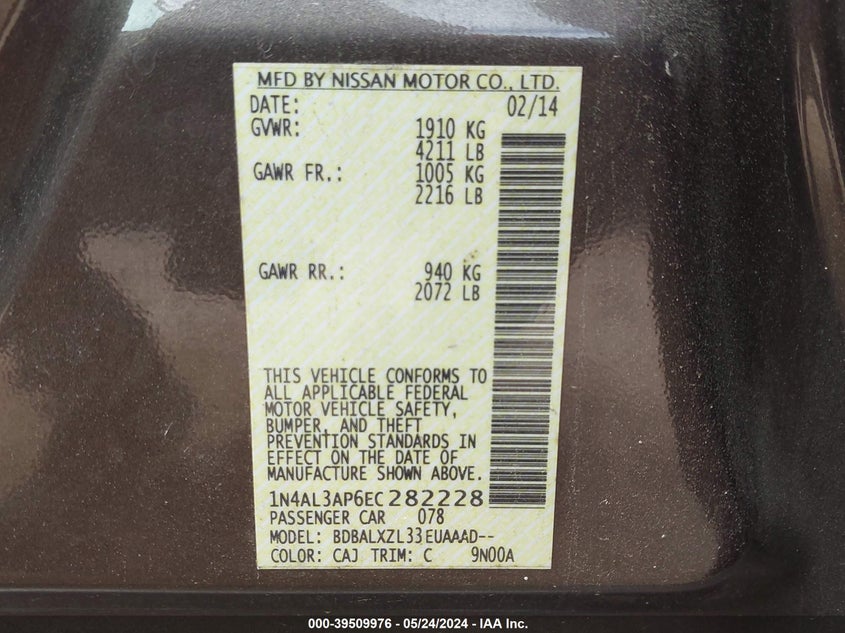 MFD BY NISSAN MOTOR CO., LTD.
DATE: 02/14
GVWR: 1910 KG
4211 LB
GAWR FR.: 1005 KG
2216 LB
GAWR RR.: 940 KG
2072 LB
THIS VEHICLE CONFORMS TO
ALL APPLICABLE FEDERAL
MOTOR VEHICLE SAFETY,
BUMPER, AND THEFT
PREVENTION STANDARDS IN
EFFECT ON THE DATE OF
MANUFACTURE SHOWN ABOVE.
1N4AL3AP6EC282228
PASSENGER CAR 078
MODEL: BDBALXZL33EUAAAD--
COLOR: CAJ TRIM: C 9N00A
000-39509976 - 05/24/2024 - IAA Inc.